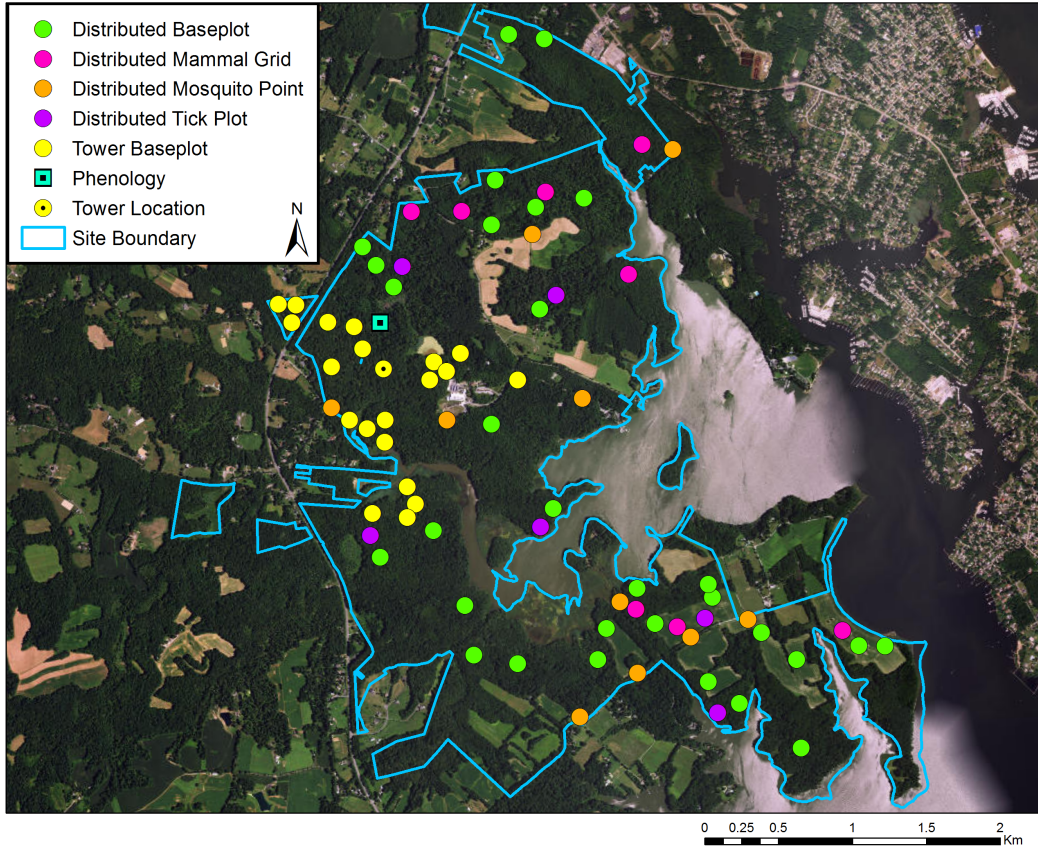 Distributed Baseplot
Distributed Mammal Grid
Distributed Mosquito Point
Distributed Tick Plot
Tower Baseplot
Phenology
Tower Location
Site Boundary
N
0 0.25 0.5 1 1.5 2
Km